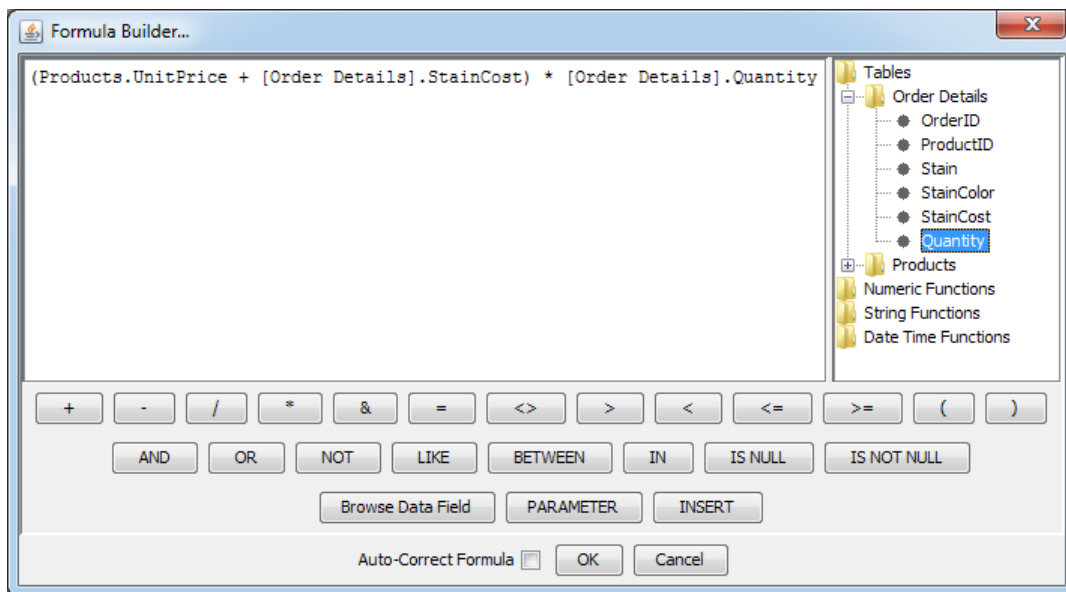 Formula Builder...
(Products.UnitPrice + [Order Details].StainCost) * [Order Details].Quantity
Tables
Order Details
OrderID
ProductID
Stain
StainColor
StainCost
Quantity
Products
Numeric Functions
String Functions
Date Time Functions
+ - / * & = <> > < <= >= ( )
AND OR NOT LIKE BETWEEN IN IS NULL IS NOT NULL
Browse Data Field PARAMETER INSERT
Auto-Correct Formula OK Cancel